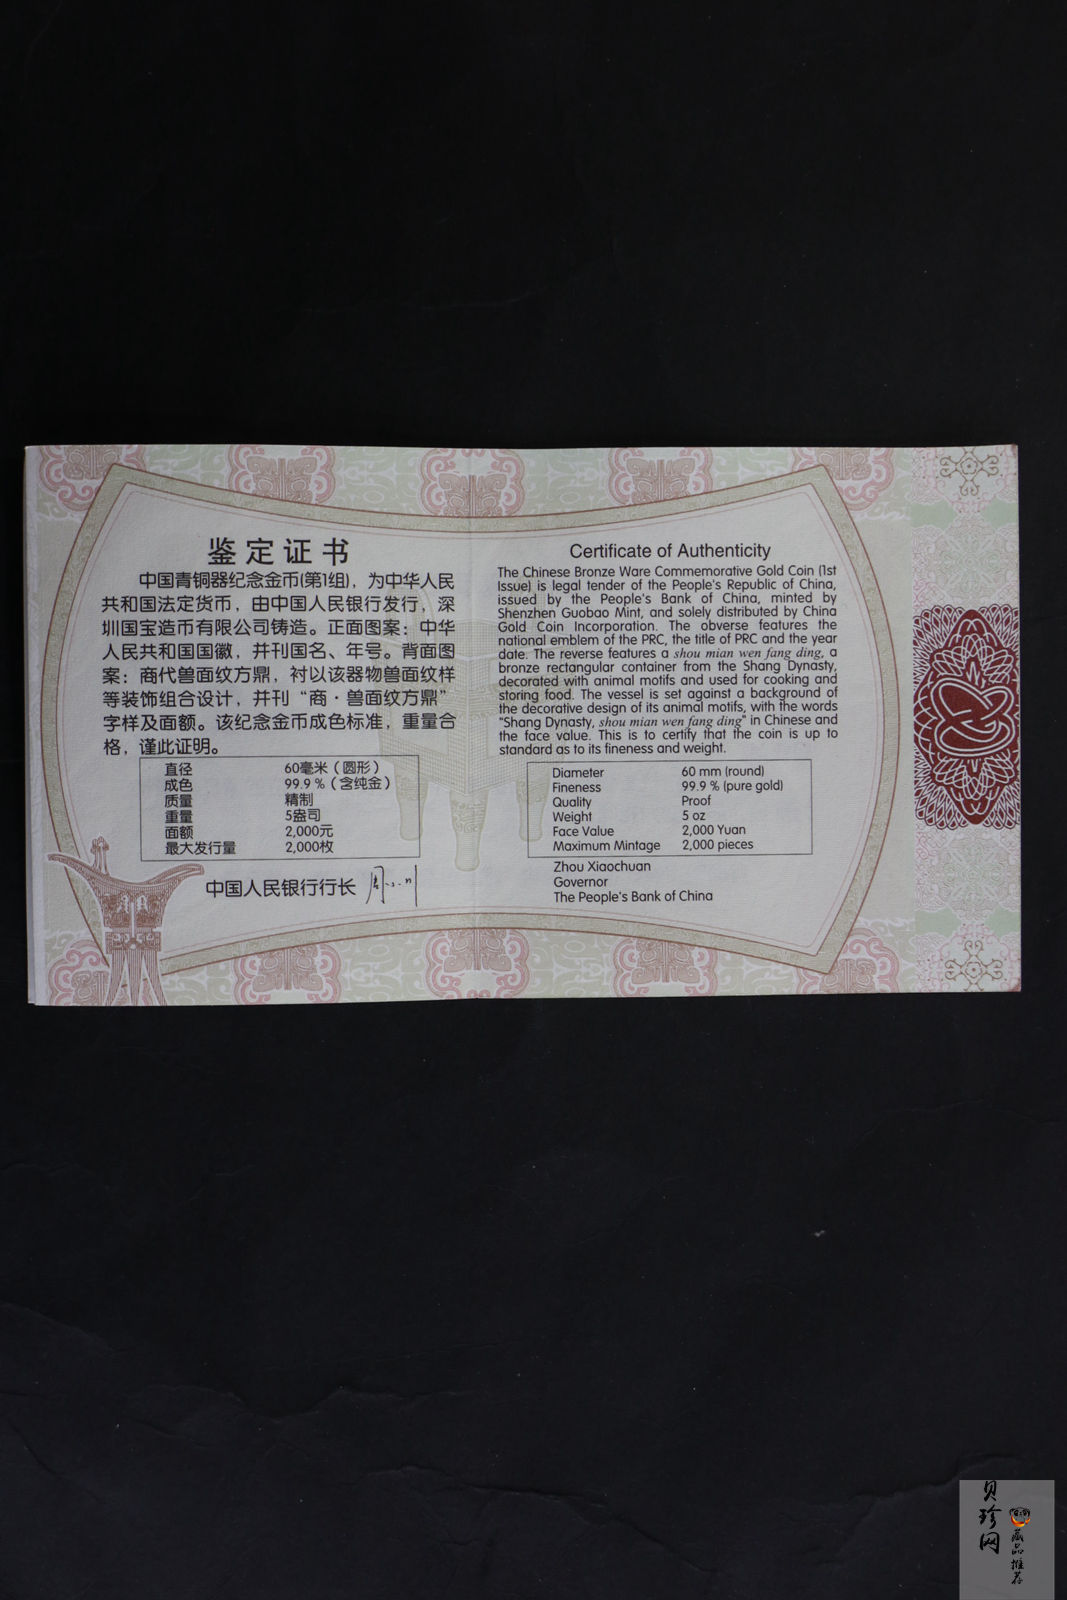 鉴定证书
中国青铜器纪念金币(第1组)，为中华人民
共和国法定货币，由中国人民银行发行，深
圳国宝造币有限公司铸造。正面图案：中华
人民共和国国徽，并刊国名、年号。背面图
案：商代兽面纹方鼎，衬以该器物兽面纹样
等装饰组合设计，并刊“商·兽面纹方鼎”
字样及面额。该纪念金币成色标准，重量合
格，谨此证明。
直径 60毫米（圆形）
成色 99.9％（含纯金）
质量 精制
重量 5盎司
面额 2,000元
最大发行量 2,000枚
中国人民银行行长
Certificate of Authenticity
The Chinese Bronze Ware Commemorative Gold Coin (1st
Issue) is legal tender of the People's Republic of China,
issued by the People's Bank of China, minted by
Shenzhen Guobao Mint, and solely distributed by China
Gold Coin Incorporation. The obverse features the
national emblem of the PRC, the title of PRC and the year
date. The reverse features a shou mian wen fang ding, a
bronze rectangular container from the Shang Dynasty,
decorated with animal motifs and used for cooking and
storing food. The vessel is set against a background of
the decorative design of its animal motifs, with the words
"Shang Dynasty, shou mian wen fang ding" in Chinese and
the face value. This is to certify that the coin is up to
standard as to its fineness and weight.
Diameter 60 mm (round)
Fineness 99.9 % (pure gold)
Quality Proof
Weight 5 oz
Face Value 2,000 Yuan
Maximum Mintage 2,000 pieces
Zhou Xiaochuan
Governor
The People's Bank of China
贝珍网
藏品推荐